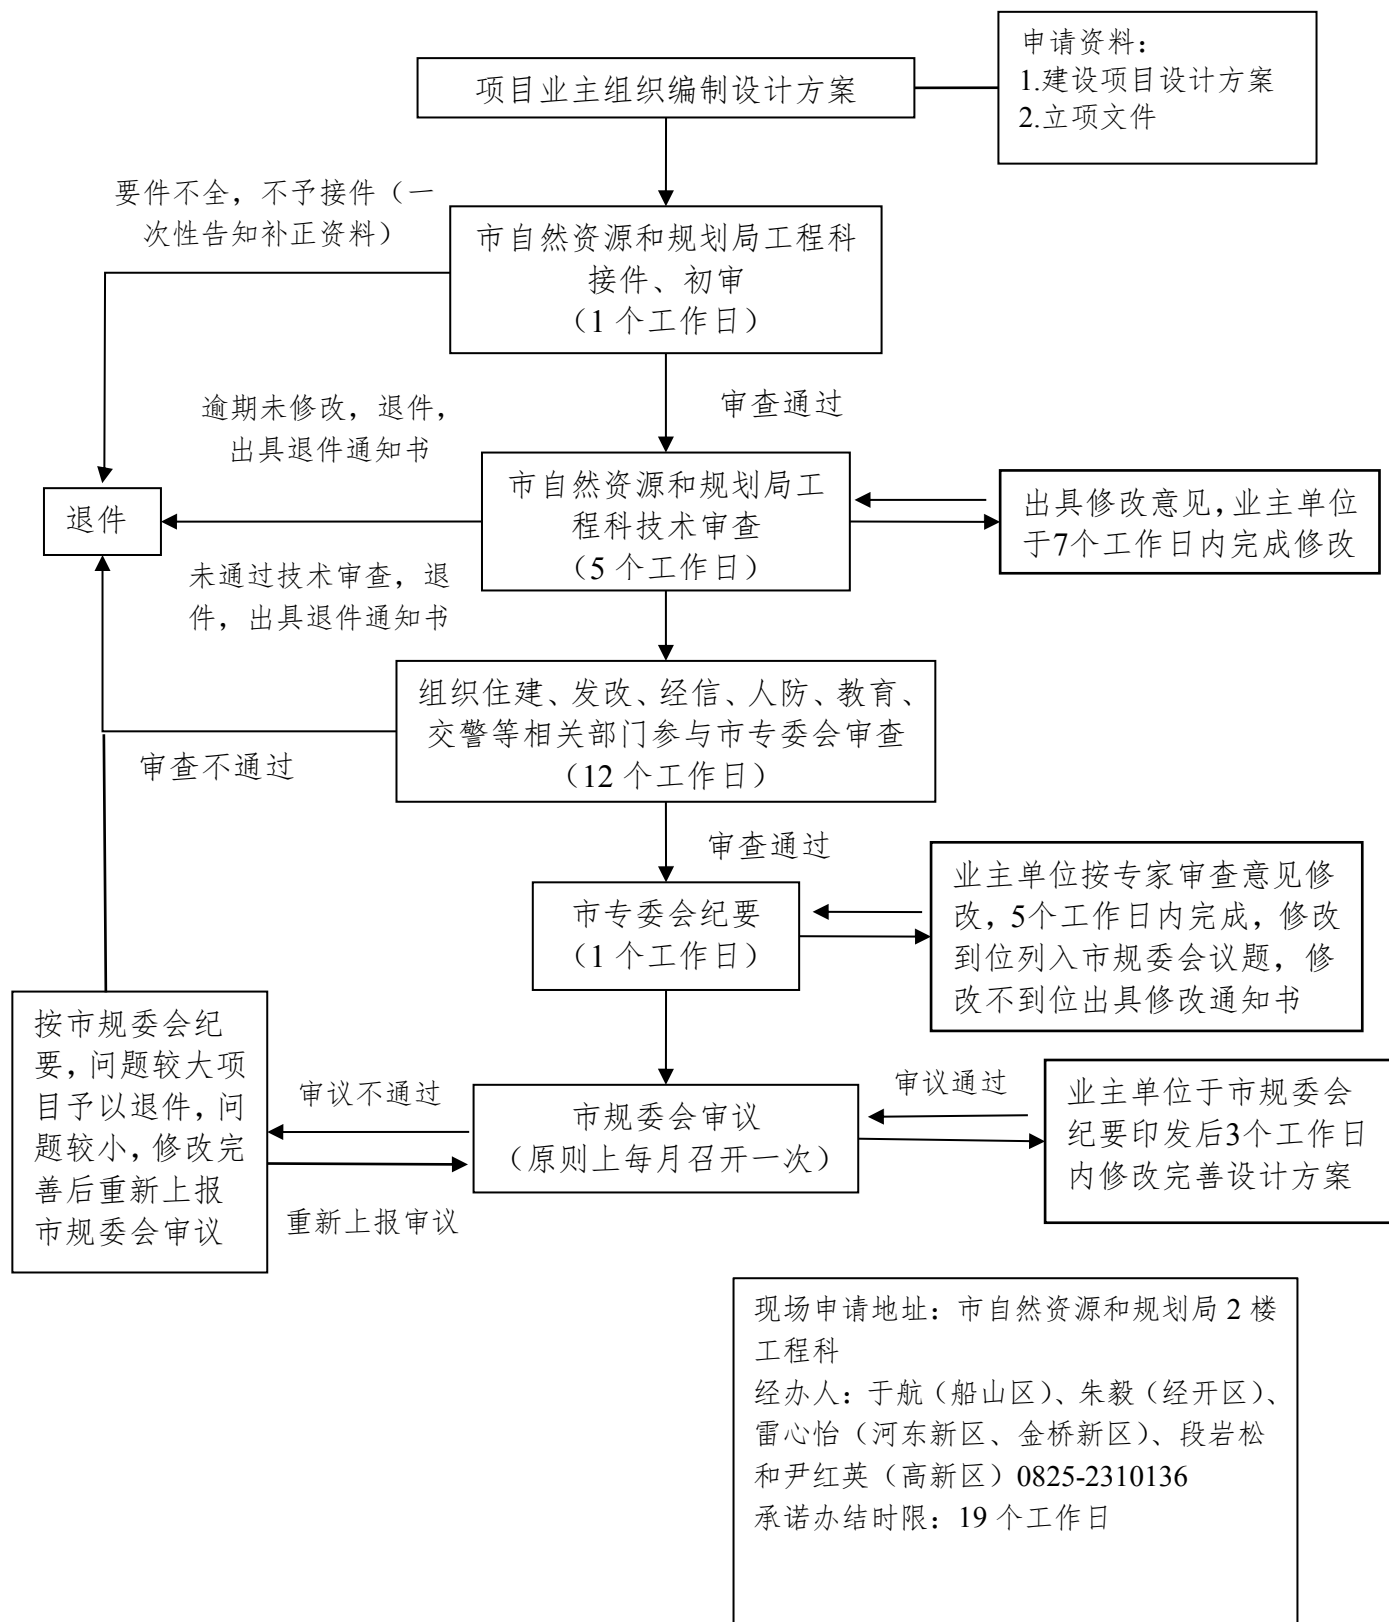 申请资料：
1.建设项目设计方案
2.立项文件
项目业主组织编制设计方案
要件不全，不予接件（一
次性告知补正资料）
市自然资源和规划局工程科
接件、初审
（1 个工作日）
审查通过
逾期未修改，退件，
出具退件通知书
退件
市自然资源和规划局工
程科技术审查
（5 个工作日）
出具修改意见，业主单位
于7个工作日内完成修改
未通过技术审查，退
件，出具退件通知书
组织住建、发改、经信、人防、教育、
交警等相关部门参与市专委会审查
（12 个工作日）
审查不通过
审查通过
市专委会纪要
（1 个工作日）
业主单位按专家审查意见修
改，5个工作日内完成，修改
到位列入市规委会议题，修
改不到位出具修改通知书
按市规委会纪
要，问题较大项
目予以退件，问
题较小，修改完
善后重新上报
市规委会审议
审议不通过
重新上报审议
市规委会审议
（原则上每月召开一次）
审议通过
业主单位于市规委会
纪要印发后3个工作日
内修改完善设计方案
现场申请地址：市自然资源和规划局 2 楼
工程科
经办人：于航（船山区）、朱毅（经开区）、
雷心怡（河东新区、金桥新区）、段岩松
和尹红英（高新区）0825-2310136
承诺办结时限：19 个工作日